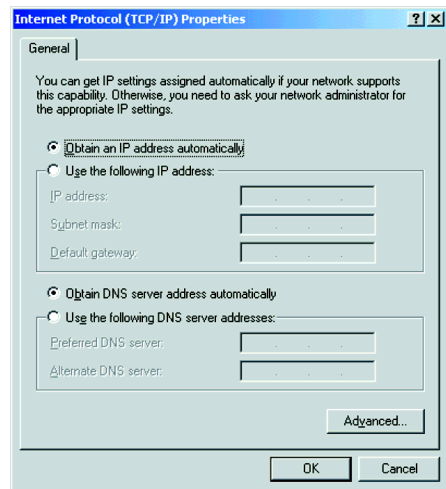 Internet Protocol (TCP/IP) Properties
General
You can get IP settings assigned automatically if your network supports
this capability. Otherwise, you need to ask your network administrator for
the appropriate IP settings.
Obtain an IP address automatically
Use the following IP address:
IP address:
Subnet mask:
Default gateway:
Obtain DNS server address automatically
Use the following DNS server addresses:
Preferred DNS server:
Alternate DNS server:
Advanced...
OK
Cancel